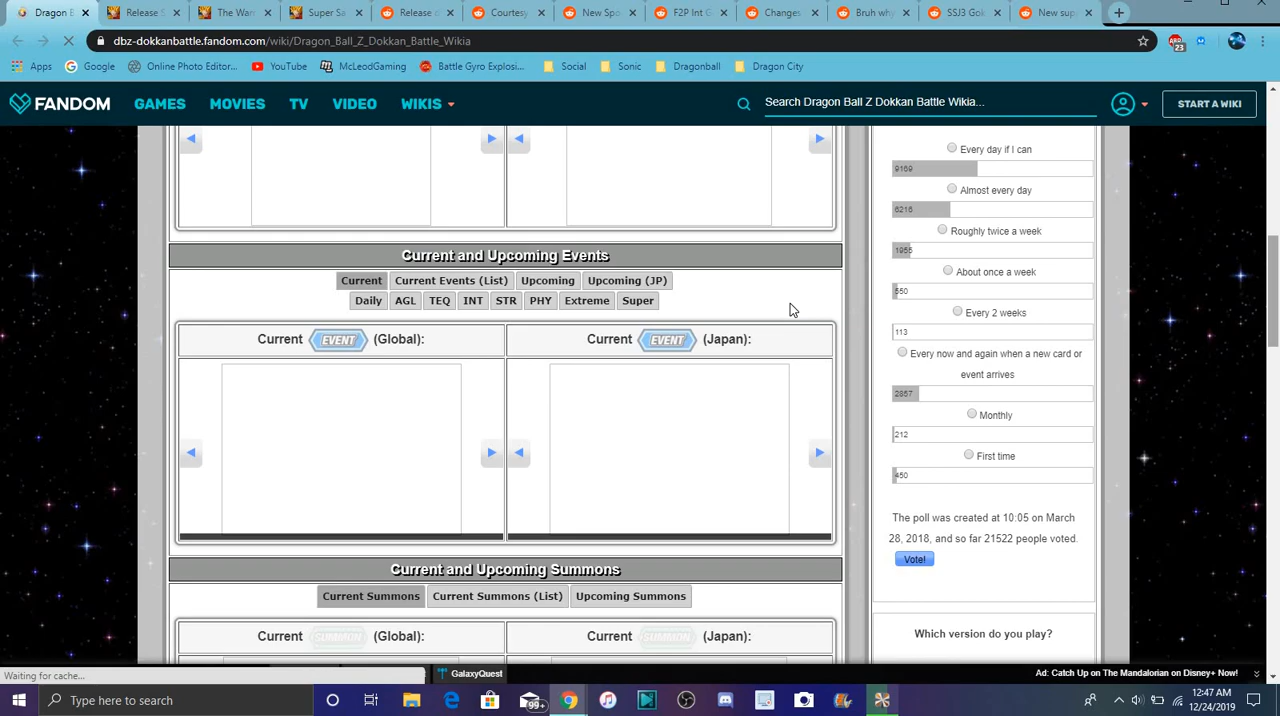 Dragon B
Release S
The War
Super Sa
Release d
Courtesy
New Spo
F2P Int G
Changes
Bruh why
SSJ3 Gok
New supe
dbz-dokkanbattle.fandom.com/wiki/Dragon_Ball_Z_Dokkan_Battle_Wikia
23
Apps Google Online Photo Editor... YouTube McLeodGaming Battle Gyro Explosi... Social Sonic Dragonball Dragon City
FANDOM GAMES MOVIES TV VIDEO WIKIS Search Dragon Ball Z Dokkan Battle Wikia... START A WIKI
Every day if I can
9169
Almost every day
6216
Roughly twice a week
1955
About once a week
550
Every 2 weeks
113
Every now and again when a new card or
event arrives
2857
Monthly
212
First time
450
The poll was created at 10:05 on March
28, 2018, and so far 21522 people voted.
Vote!
Which version do you play?
Current and Upcoming Events
Current Current Events (List) Upcoming Upcoming (JP)
Daily AGL TEQ INT STR PHY Extreme Super
Current EVENT (Global):
Current EVENT (Japan):
Current and Upcoming Summons
Current Summons Current Summons (List) Upcoming Summons
Current SUMMON (Global):
Current SUMMON (Japan):
Waiting for cache...
GalaxyQuest
Ad: Catch Up on The Mandalorian on Disney+ Now!
Type here to search
99+
12:47 AM
12/24/2019